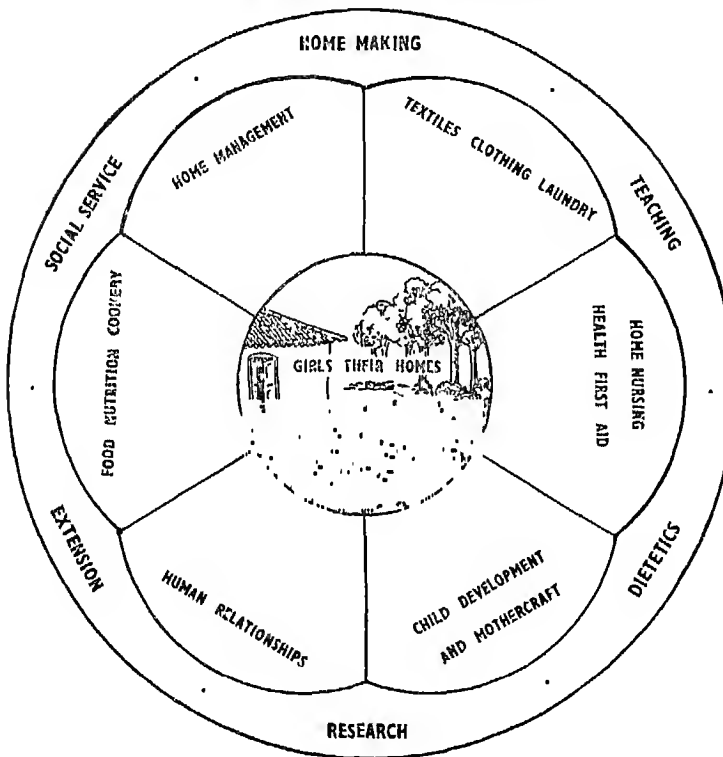 HOME MAKING
TEACHING
DIETETICS
RESEARCH
EXTENSION
SOCIAL SERVICE
HOME MANAGEMENT
TEXTILES CLOTHING LAUNDRY
HOME NURSING
HEALTH FIRST AID
CHILD DEVELOPMENT
AND MOTHERCRAFT
HUMAN RELATIONSHIPS
FOOD NUTRITION COOKERY
GIRLS THEIR HOMES